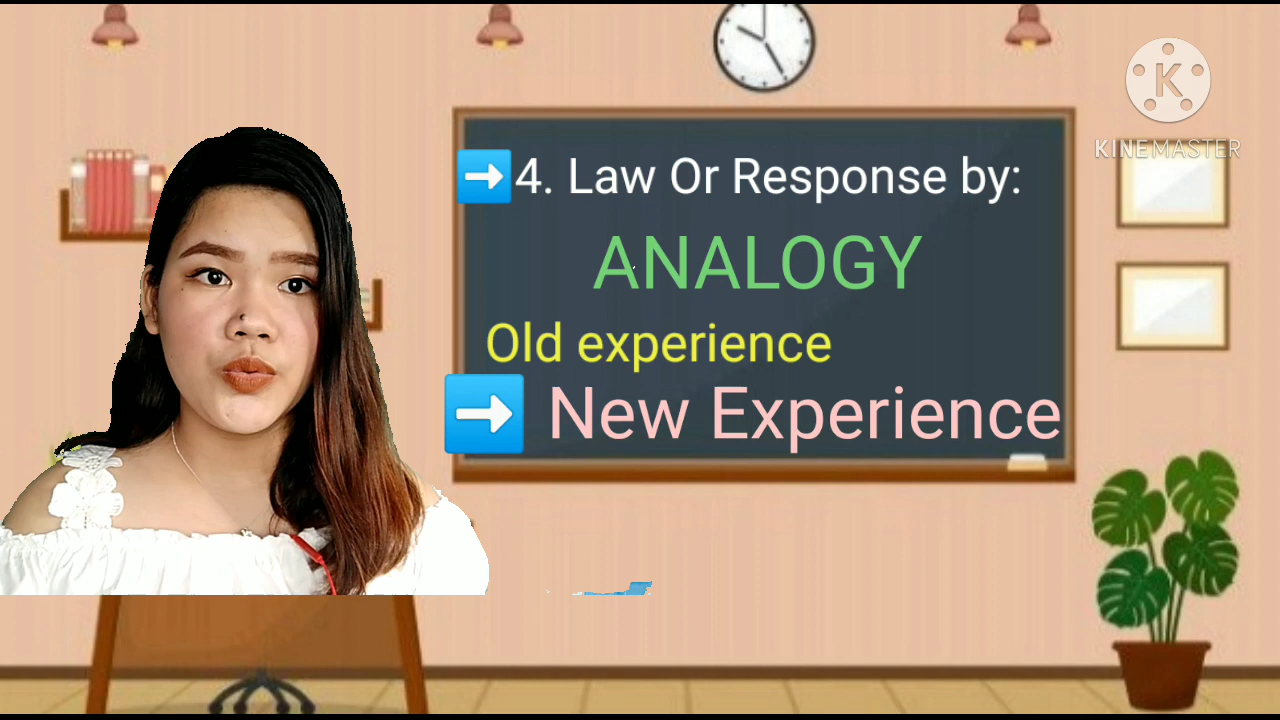 ➡4. Law Or Response by:
ANALOGY
Old experience
➡ New Experience
K
KINEMASTER